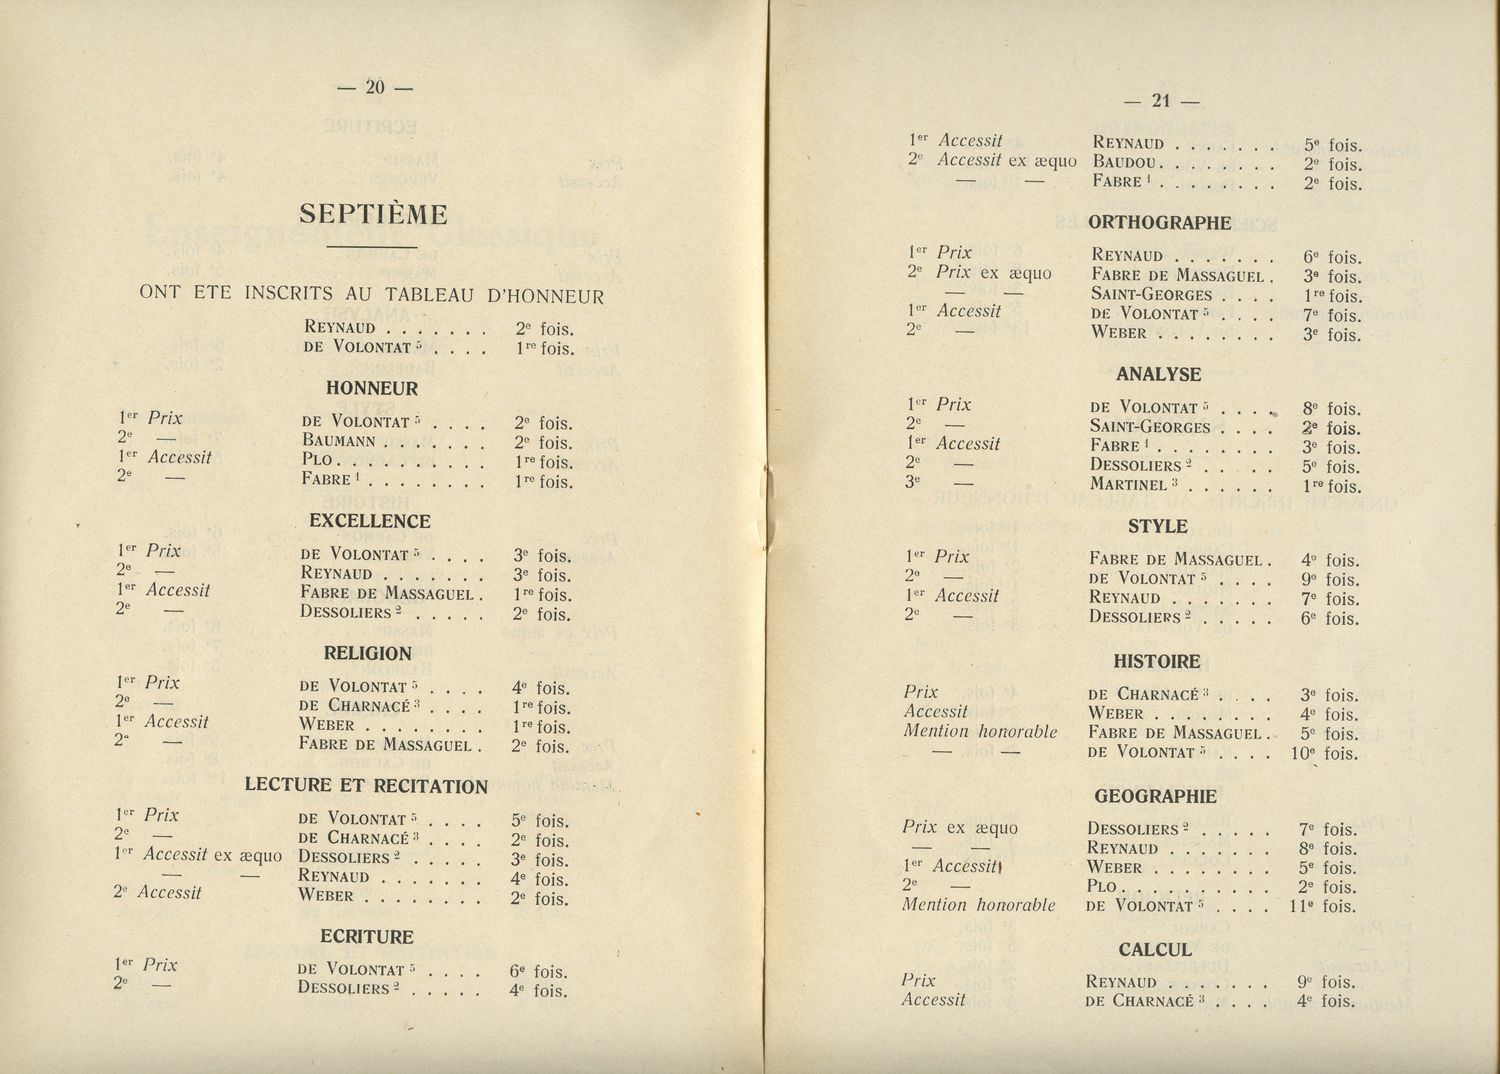 — 20 —
SEPTIÈME
ONT ETE INSCRITS AU TABLEAU D'HONNEUR
REYNAUD . . . . . . . 2e fois.
DE VOLONTAT 5 . . . . 1re fois.
HONNEUR
1er Prix DE VOLONTAT 5 . . . . 2e fois.
2e — BAUMANN . . . . . . . 2e fois.
1er Accessit PLO. . . . . . . . . . 1re fois.
2e — FABRE 1 . . . . . . . . 1re fois.
EXCELLENCE
1er Prix DE VOLONTAT 5 . . . . 3e fois.
2e — REYNAUD . . . . . . . 3e fois.
1er Accessit FABRE DE MASSAGUEL . 1re fois.
2e — DESSOLIERS 2 . . . . . 2e fois.
RELIGION
1er Prix DE VOLONTAT 5 . . . . 4e fois.
2e — DE CHARNACÉ 3 . . . . 1re fois.
1er Accessit WEBER . . . . . . . . 1re fois.
2e — FABRE DE MASSAGUEL . 2e fois.
LECTURE ET RECITATION
1er Prix DE VOLONTAT 5 . . . . 5e fois.
2e — DE CHARNACÉ 3 . . . . 2e fois.
1er Accessit ex æquo DESSOLIERS 2 . . . . . 3e fois.
— — REYNAUD . . . . . . . 4e fois.
2e Accessit WEBER . . . . . . . . 2e fois.
ECRITURE
1er Prix DE VOLONTAT 5 . . . . 6e fois.
2e — DESSOLIERS 2 . . . . . 4e fois.
— 21 —
1er Accessit REYNAUD . . . . . . . 5e fois.
2e Accessit ex æquo BAUDOU. . . . . . . . 2e fois.
— — FABRE 1 . . . . . . . . 2e fois.
ORTHOGRAPHE
1er Prix REYNAUD . . . . . . . 6e fois.
2e Prix ex æquo FABRE DE MASSAGUEL . 3e fois.
— — SAINT-GEORGES . . . . 1re fois.
1er Accessit DE VOLONTAT 5 . . . . 7e fois.
2e — WEBER . . . . . . . . 3e fois.
ANALYSE
1er Prix DE VOLONTAT 5 . . . . 8e fois.
2e — SAINT-GEORGES . . . . 2e fois.
1er Accessit FABRE 1 . . . . . . . . 3e fois.
2e — DESSOLIERS 2 . . . . . 5e fois.
3e — MARTINEL 3 . . . . . . 1re fois.
STYLE
1er Prix FABRE DE MASSAGUEL . 4e fois.
2e — DE VOLONTAT 5 . . . . 9e fois.
1er Accessit REYNAUD . . . . . . . 7e fois.
2e — DESSOLIERS 2 . . . . . 6e fois.
HISTOIRE
Prix DE CHARNACÉ 3 . . . . 3e fois.
Accessit WEBER . . . . . . . . 4e fois.
Mention honorable FABRE DE MASSAGUEL . 5e fois.
— — DE VOLONTAT 5 . . . . 10e fois.
GEOGRAPHIE
Prix ex æquo DESSOLIERS 2 . . . . . 7e fois.
— — REYNAUD . . . . . . . 8e fois.
1er Accessit WEBER . . . . . . . . 5e fois.
2e — PLO. . . . . . . . . . 2e fois.
Mention honorable DE VOLONTAT 5 . . . . 11e fois.
CALCUL
Prix REYNAUD . . . . . . . 9e fois.
Accessit DE CHARNACÉ 3 . . . . 4e fois.